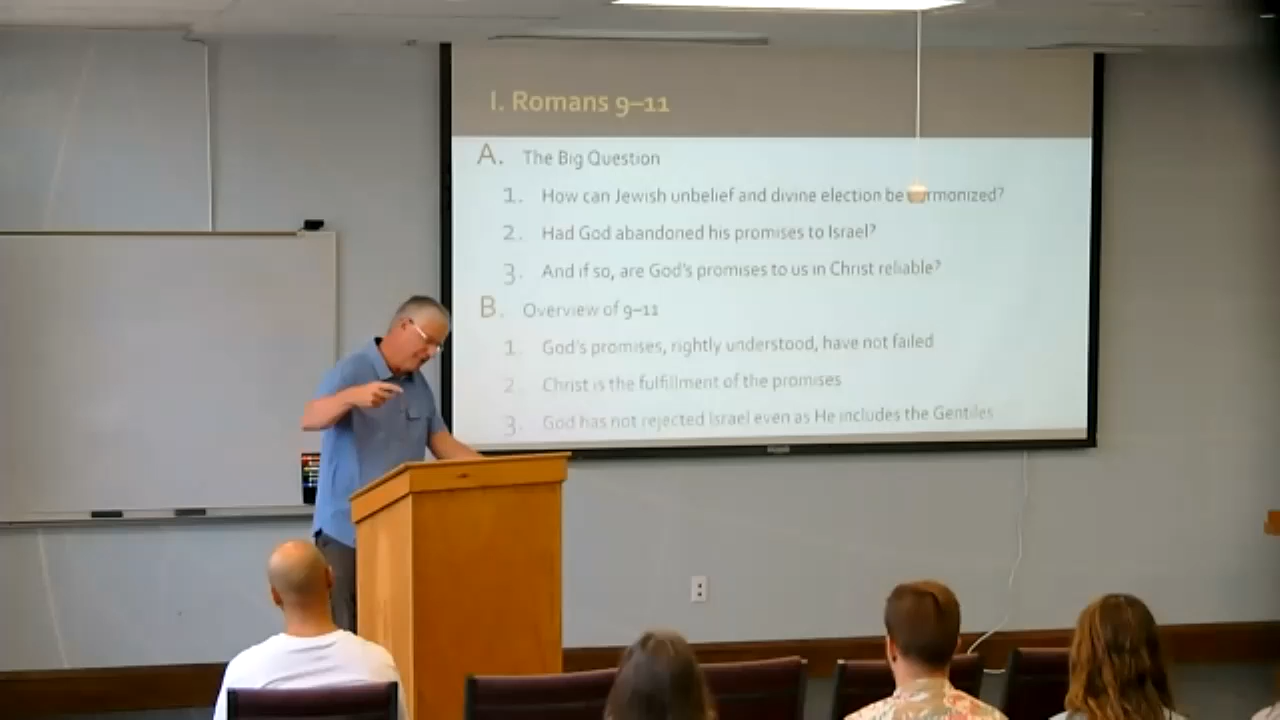 I. Romans 9–11
A. The Big Question
1. How can Jewish unbelief and divine election be harmonized?
2. Had God abandoned his promises to Israel?
3. And if so, are God's promises to us in Christ reliable?
B. Overview of 9–11
1. God's promises, rightly understood, have not failed
2. Christ is the fulfillment of the promises
3. God has not rejected Israel even as He includes the Gentiles